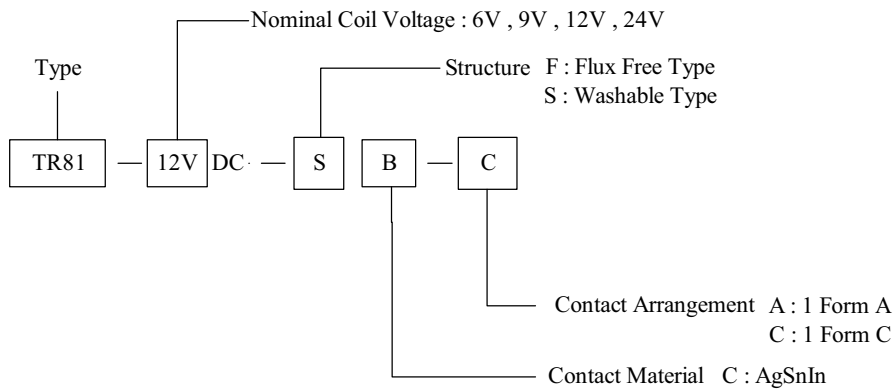 Nominal Coil Voltage : 6V , 9V , 12V , 24V
Type
Structure F : Flux Free Type
S : Washable Type
TR81 — 12V DC — S B — C
Contact Arrangement A : 1 Form A
C : 1 Form C
Contact Material C : AgSnIn